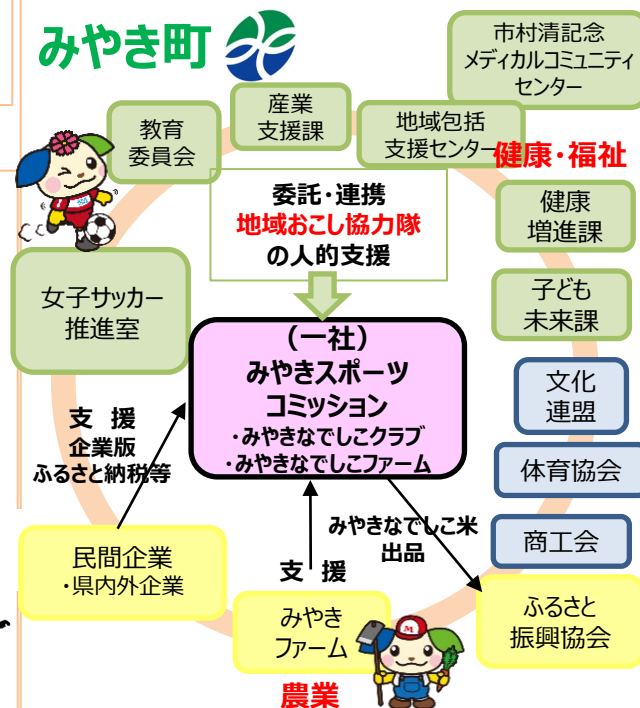 みやき町
市村清記念
メディカルコミュニティ
センター
産業
支援課
教育
委員会
地域包括
支援センター
健康・福祉
委託・連携
地域おこし協力隊
の人的支援
健康
増進課
女子サッカー
推進室
子ども
未来課
（一社）
みやきスポーツ
コミッション
・みやきなでしこクラブ
・みやきなでしこファーム
文化
連盟
支 援
企業版
ふるさと納税等
体育協会
みやきなでしこ米
出品
商工会
民間企業
・県内外企業
支 援
みやき
ファーム
M
ふるさと
振興協会
農業